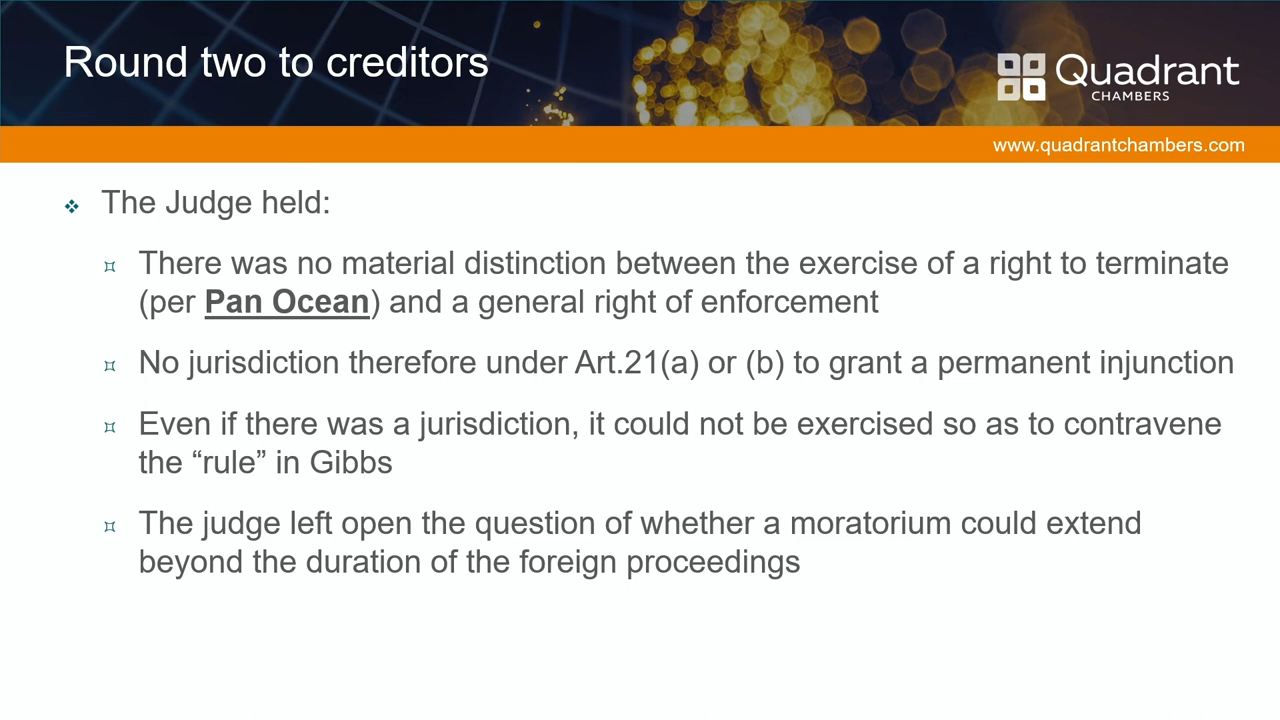 Round two to creditors
Quadrant
CHAMBERS
www.quadrantchambers.com
The Judge held:
There was no material distinction between the exercise of a right to terminate
(per Pan Ocean) and a general right of enforcement
No jurisdiction therefore under Art.21(a) or (b) to grant a permanent injunction
Even if there was a jurisdiction, it could not be exercised so as to contravene
the “rule” in Gibbs
The judge left open the question of whether a moratorium could extend
beyond the duration of the foreign proceedings